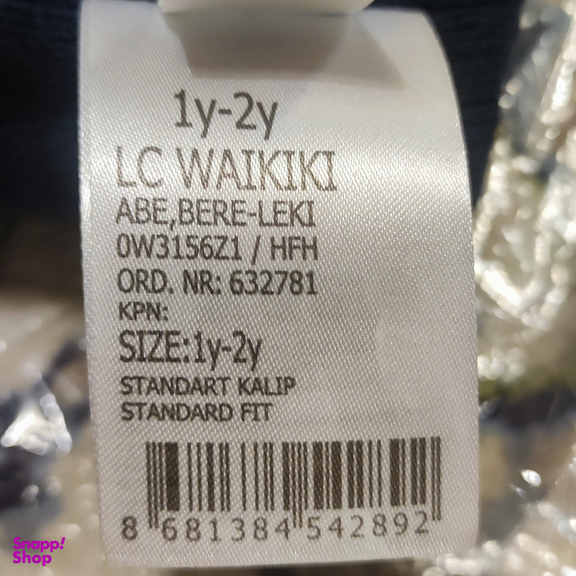 1y-2y
LC WAIKIKI
ABE,BERE-LEKI
0W3156Z1 / HFH
ORD. NR: 632781
KPN:
SIZE:1y-2y
STANDART KALIP
STANDARD FIT
8 681384 542892
Snapp!
Shop